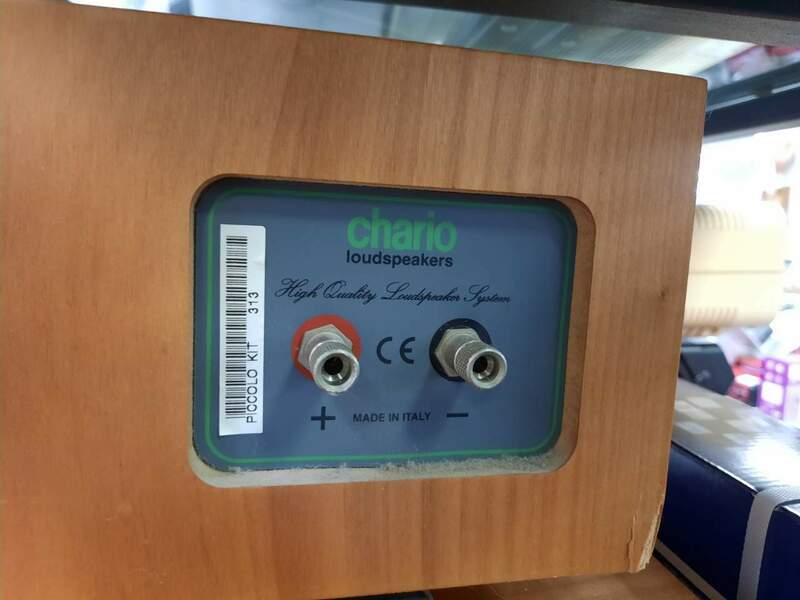 chario
loudspeakers
High Quality Loudspeaker System
CE
+ MADE IN ITALY −
PICCOLO KIT 313